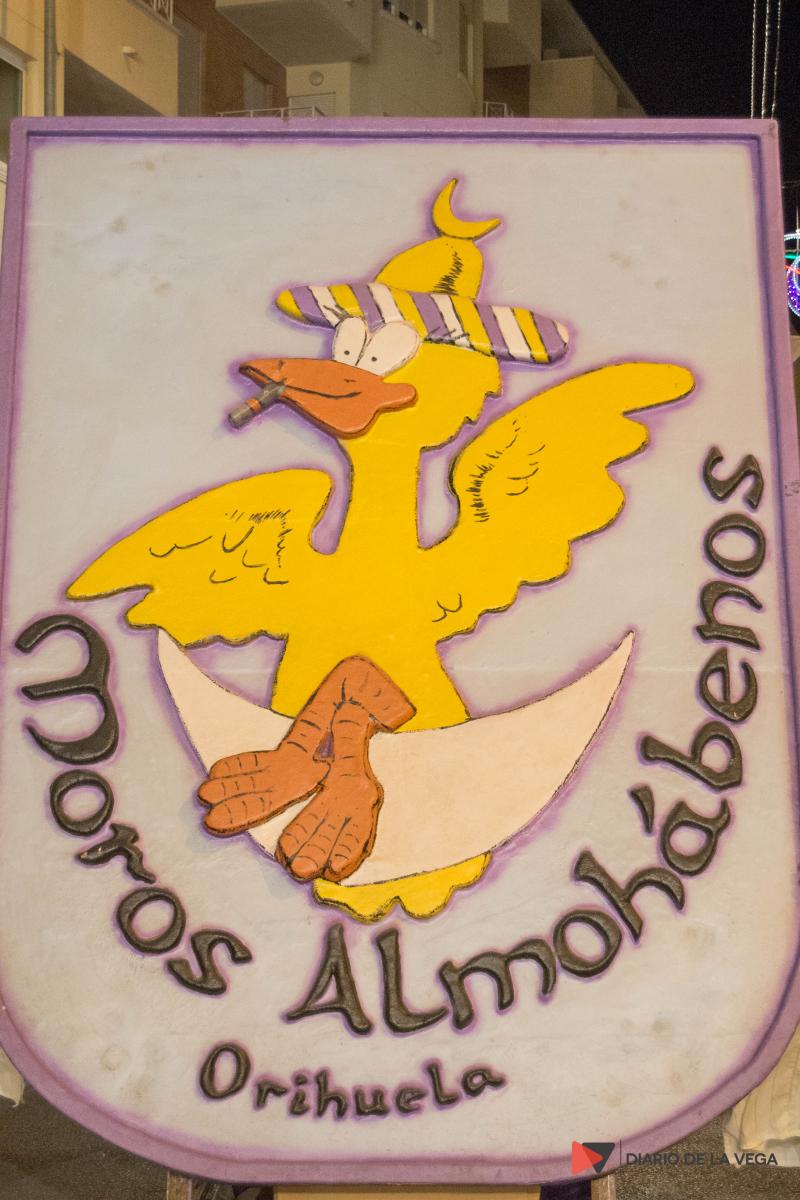 Moros Almohábenos
Orihuela
DIARIO DE LA VEGA